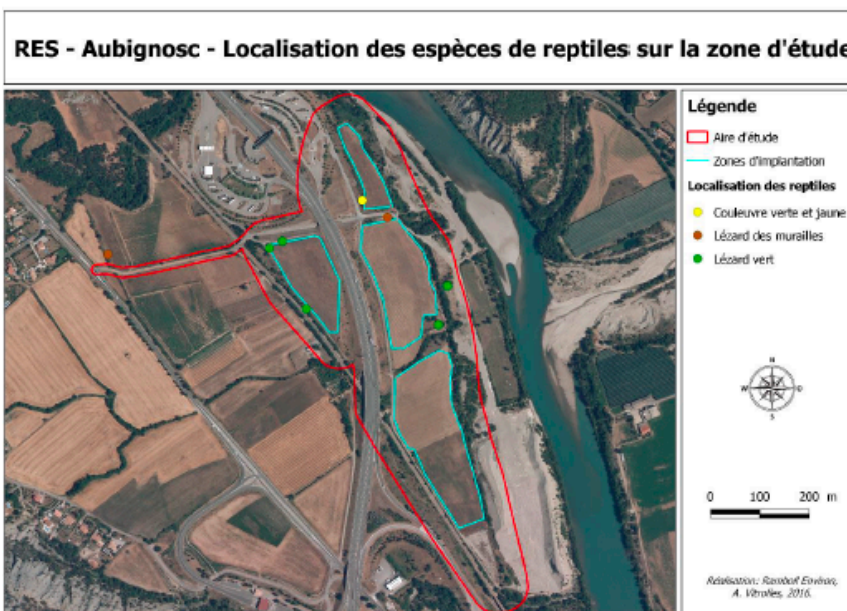 RES - Aubignosc - Localisation des espèces de reptiles sur la zone d'étude
Légende
Aire d'étude
Zones d'implantation
Localisation des reptiles
Couleuvre verte et jaune
Lézard des murailles
Lézard vert
N
W
O
S
0 100 200 m
Réalisation: Ramboll Environ,
A. Vitrolles, 2016.